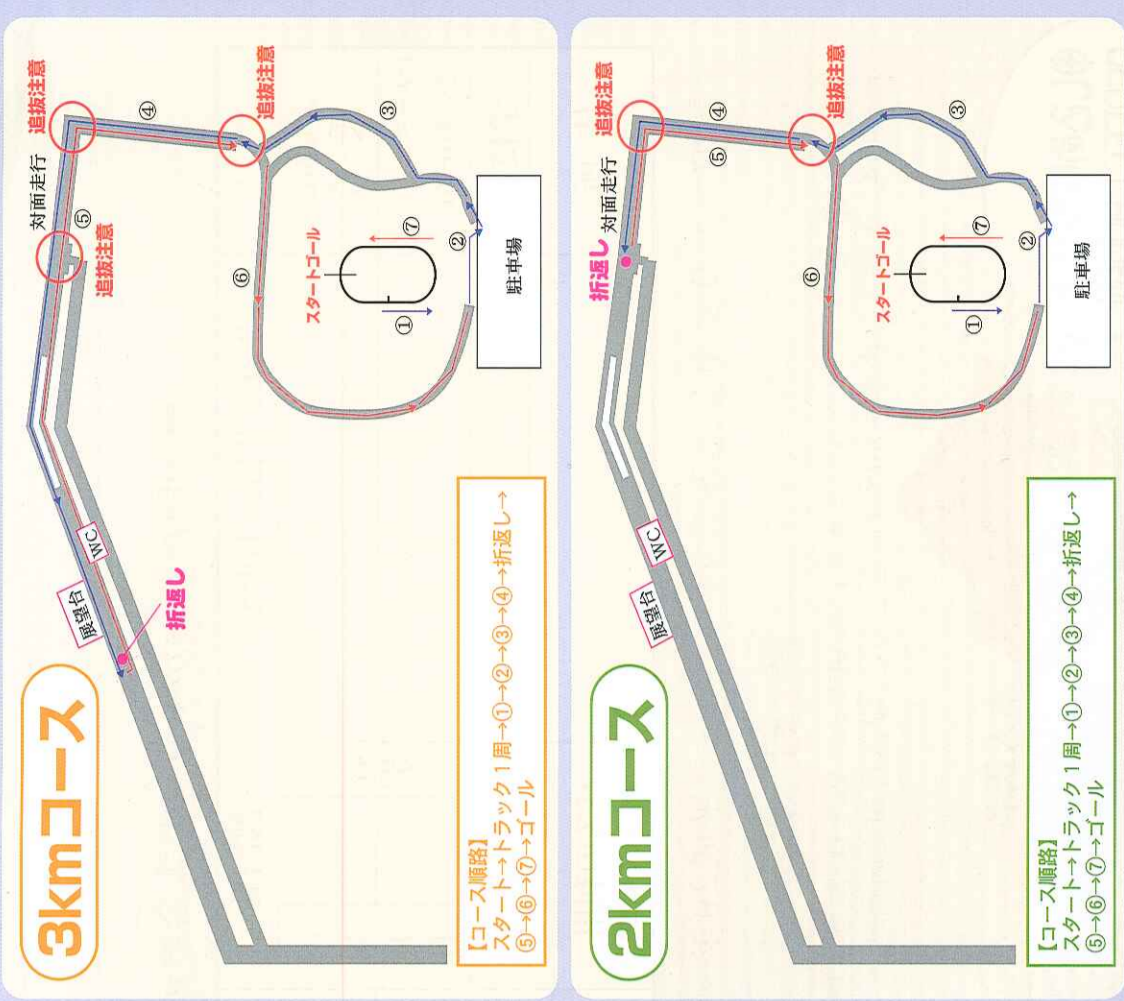 3kmコース
追抜注意
対面走行
④
追抜注意
⑤
追抜注意
③
⑥
スタートゴール
⑦
②
①
駐車場
WC
展望台
折返し
【コース順路】
スタート→トラック1周→①→②→③→④→折返し→
⑤→⑥→⑦→ゴール
2kmコース
追抜注意
対面走行
折返し
④
⑤
追抜注意
③
⑥
スタートゴール
⑦
②
①
駐車場
WC
展望台
【コース順路】
スタート→トラック1周→①→②→③→④→折返し→
⑤→⑥→⑦→ゴール